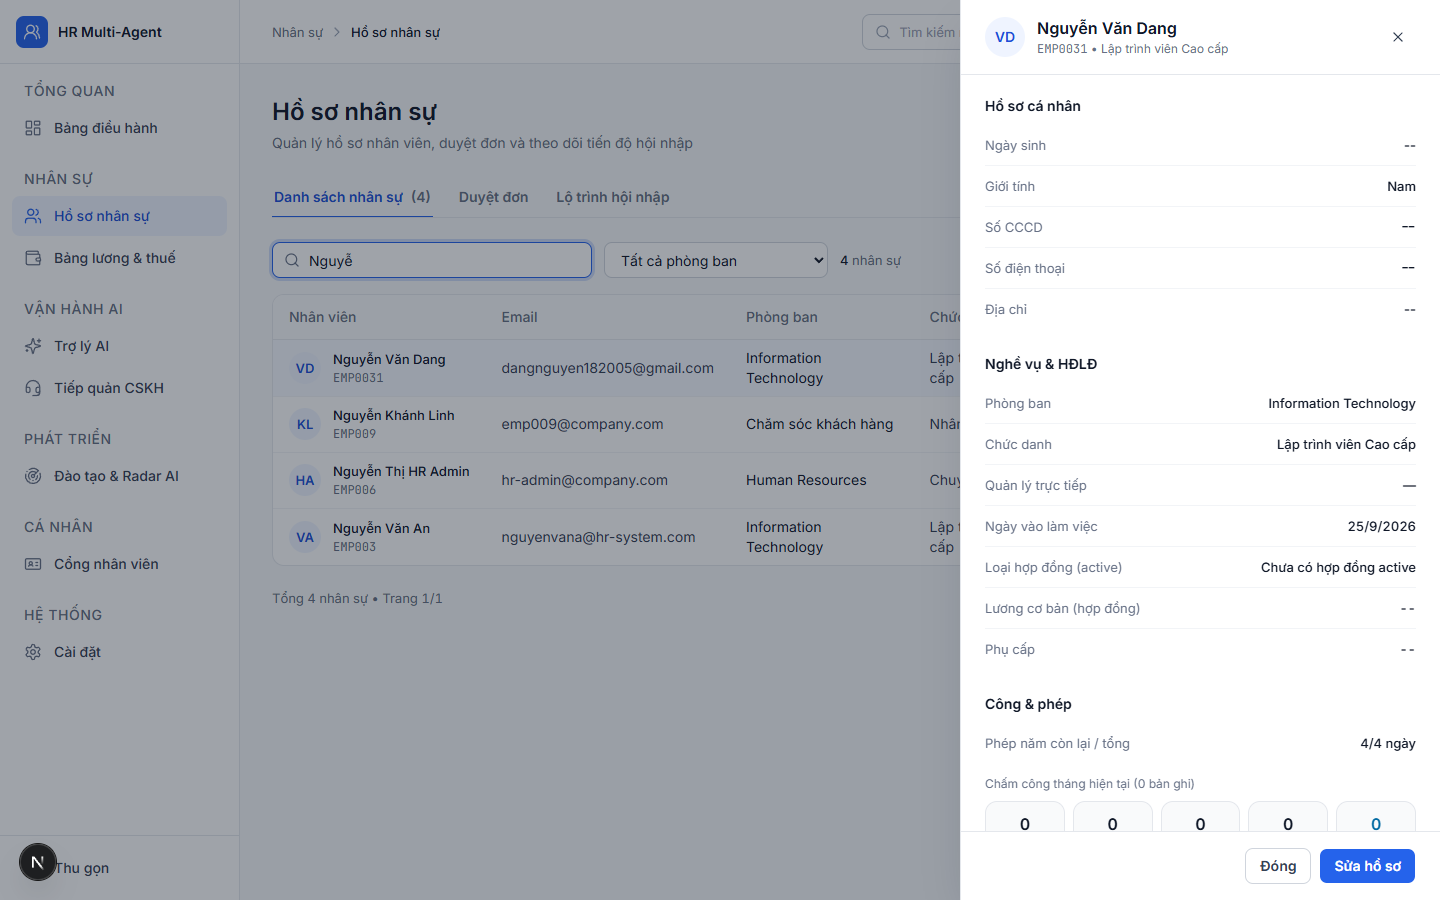 HR Multi-Agent
TỔNG QUAN
Bảng điều hành
NHÂN SỰ
Hồ sơ nhân sự
Bảng lương & thuế
VẬN HÀNH AI
Trợ lý AI
Tiếp quản CSKH
PHÁT TRIỂN
Đào tạo & Radar AI
CÁ NHÂN
Cổng nhân viên
HỆ THỐNG
Cài đặt
N
Thu gọn
Nhân sự > Hồ sơ nhân sự
Tìm kiếm
Hồ sơ nhân sự
Quản lý hồ sơ nhân viên, duyệt đơn và theo dõi tiến độ hội nhập
Danh sách nhân sự (4) Duyệt đơn Lộ trình hội nhập
Nguyễ Tất cả phòng ban 4 nhân sự
Nhân viên Email Phòng ban
VD Nguyễn Văn Dang EMP0031 dangnguyen182005@gmail.com Information Technology Lập cấp
KL Nguyễn Khánh Linh EMP009 emp009@company.com Chăm sóc khách hàng Nhân
HA Nguyễn Thị HR Admin EMP006 hr-admin@company.com Human Resources
VA Nguyễn Văn An EMP003 nguyenvana@hr-system.com Information Technology Lập cấp
Tổng 4 nhân sự • Trang 1/1
VD Nguyễn Văn Dang
EMP0031 • Lập trình viên Cao cấp
Hồ sơ cá nhân
Ngày sinh --
Giới tính Nam
Số CCCD --
Số điện thoại --
Địa chỉ --
Nghề vụ & HĐLĐ
Phòng ban Information Technology
Chức danh Lập trình viên Cao cấp
Quản lý trực tiếp —
Ngày vào làm việc 25/9/2026
Loại hợp đồng (active) Chưa có hợp đồng active
Lương cơ bản (hợp đồng) --
Phụ cấp --
Công & phép
Phép năm còn lại / tổng 4/4 ngày
Chấm công tháng hiện tại (0 bản ghi)
0 0 0 0 0
Đóng Sửa hồ sơ